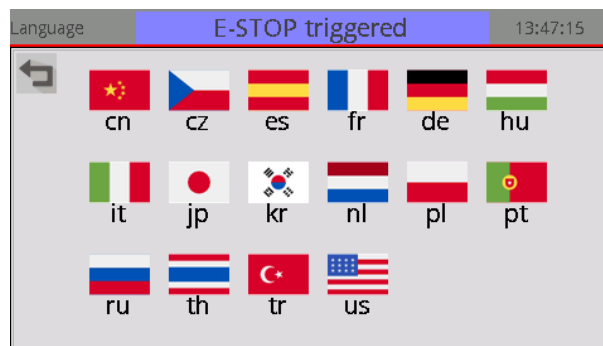 Language E-STOP triggered 13:47:15
cn cz es fr de hu
it jp kr nl pl pt
ru th tr us